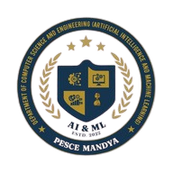 DEPARTMENT OF COMPUTER SCIENCE AND ENGINEERING (ARTIFICIAL INTELLIGENCE AND MACHINE LEARNING)
AI & ML
ESTD 2021
PESCE MANDYA